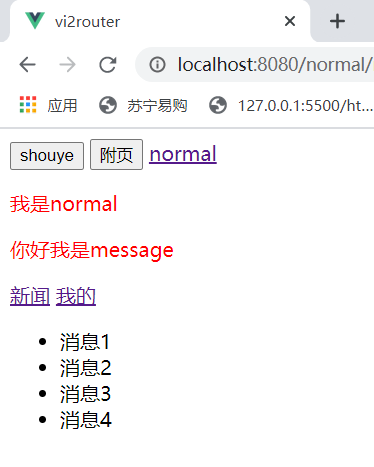 vi2router
localhost:8080/normal/
应用 苏宁易购 127.0.0.1:5500/ht...
shouye 附页 normal
我是normal
你好我是message
新闻 我的
消息1
消息2
消息3
消息4